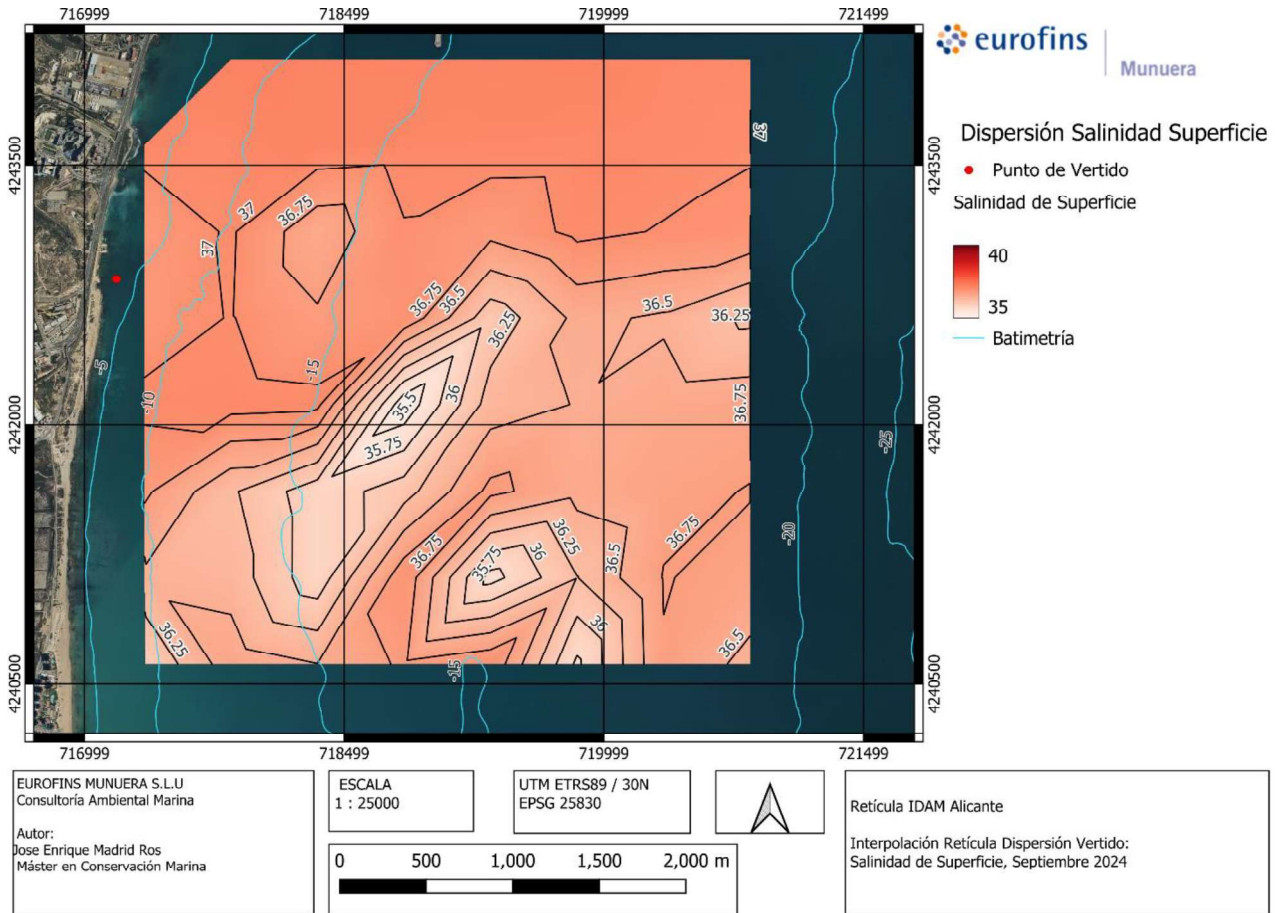 716999
718499
719999
721499
eurofins
Munuera
Dispersión Salinidad Superficie
Punto de Vertido
Salinidad de Superficie
40
35
Batimetría
4243500
4243500
4242000
4242000
4240500
4240500
37
37
36.75
37
36.75
36.5
36.25
36.5
36.25
-5
-10
-15
35.5
36
35.75
36.75
-25
-20
36.75
36.25
36.75
35.75
36
36.5
36.25
36
36.5
-15
716999
718499
719999
721499
EUROFINS MUNUERA S.L.U
Consultoría Ambiental Marina
Autor:
Jose Enrique Madrid Ros
Máster en Conservación Marina
ESCALA
1 : 25000
UTM ETRS89 / 30N
EPSG 25830
0 500 1,000 1,500 2,000 m
Retícula IDAM Alicante
Interpolación Retícula Dispersión Vertido:
Salinidad de Superficie, Septiembre 2024